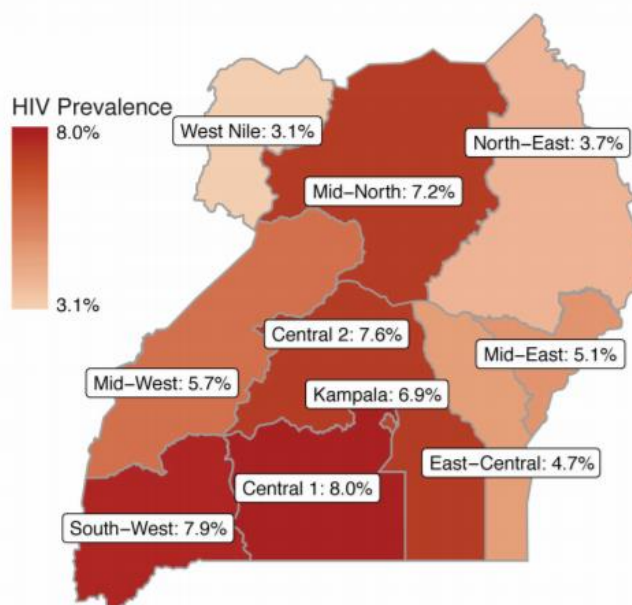 HIV Prevalence
8.0%
3.1%
West Nile: 3.1%
North–East: 3.7%
Mid–North: 7.2%
Central 2: 7.6%
Mid–East: 5.1%
Mid–West: 5.7%
Kampala: 6.9%
East–Central: 4.7%
Central 1: 8.0%
South–West: 7.9%